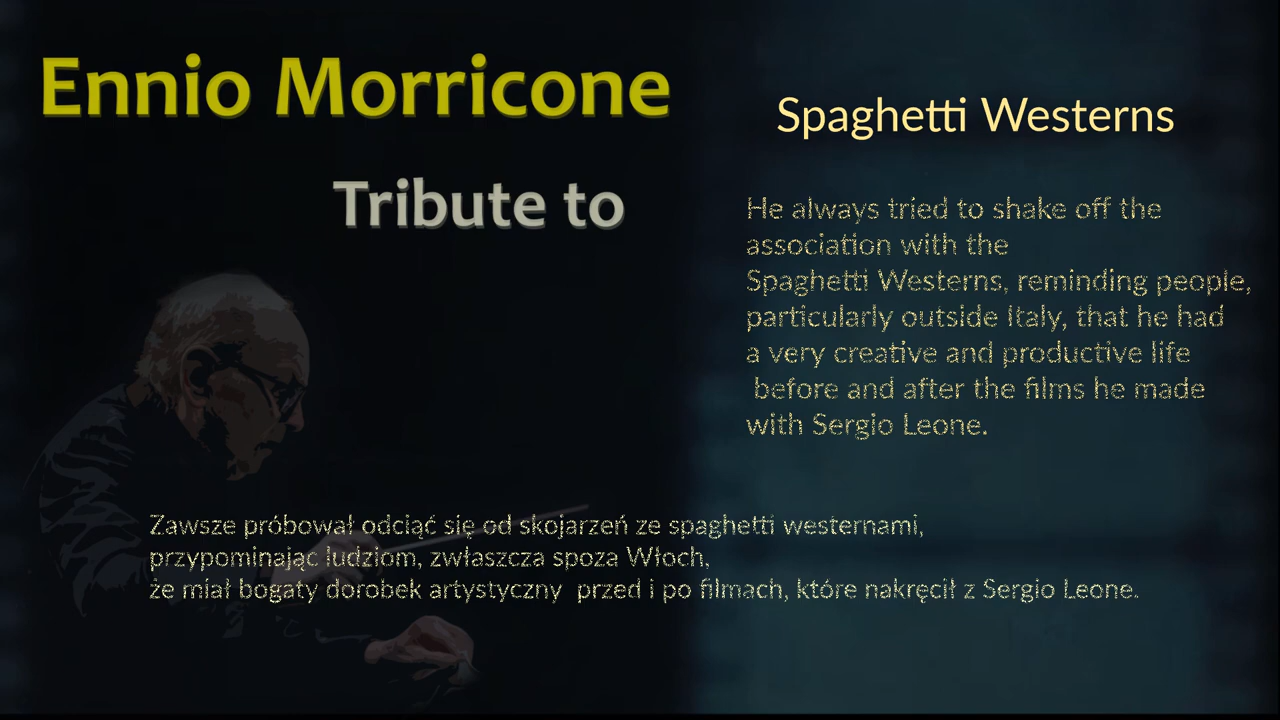 Ennio Morricone
Tribute to
Spaghetti Westerns
He always tried to shake off the
association with the
Spaghetti Westerns, reminding people,
particularly outside Italy, that he had
a very creative and productive life
before and after the films he made
with Sergio Leone.
Zawsze próbował odciąć się od skojarzeń ze spaghetti westernami,
przypominając ludziom, zwłaszcza spoza Włoch,
że miał bogaty dorobek artystyczny  przed i po filmach, które nakręcił z Sergio Leone.